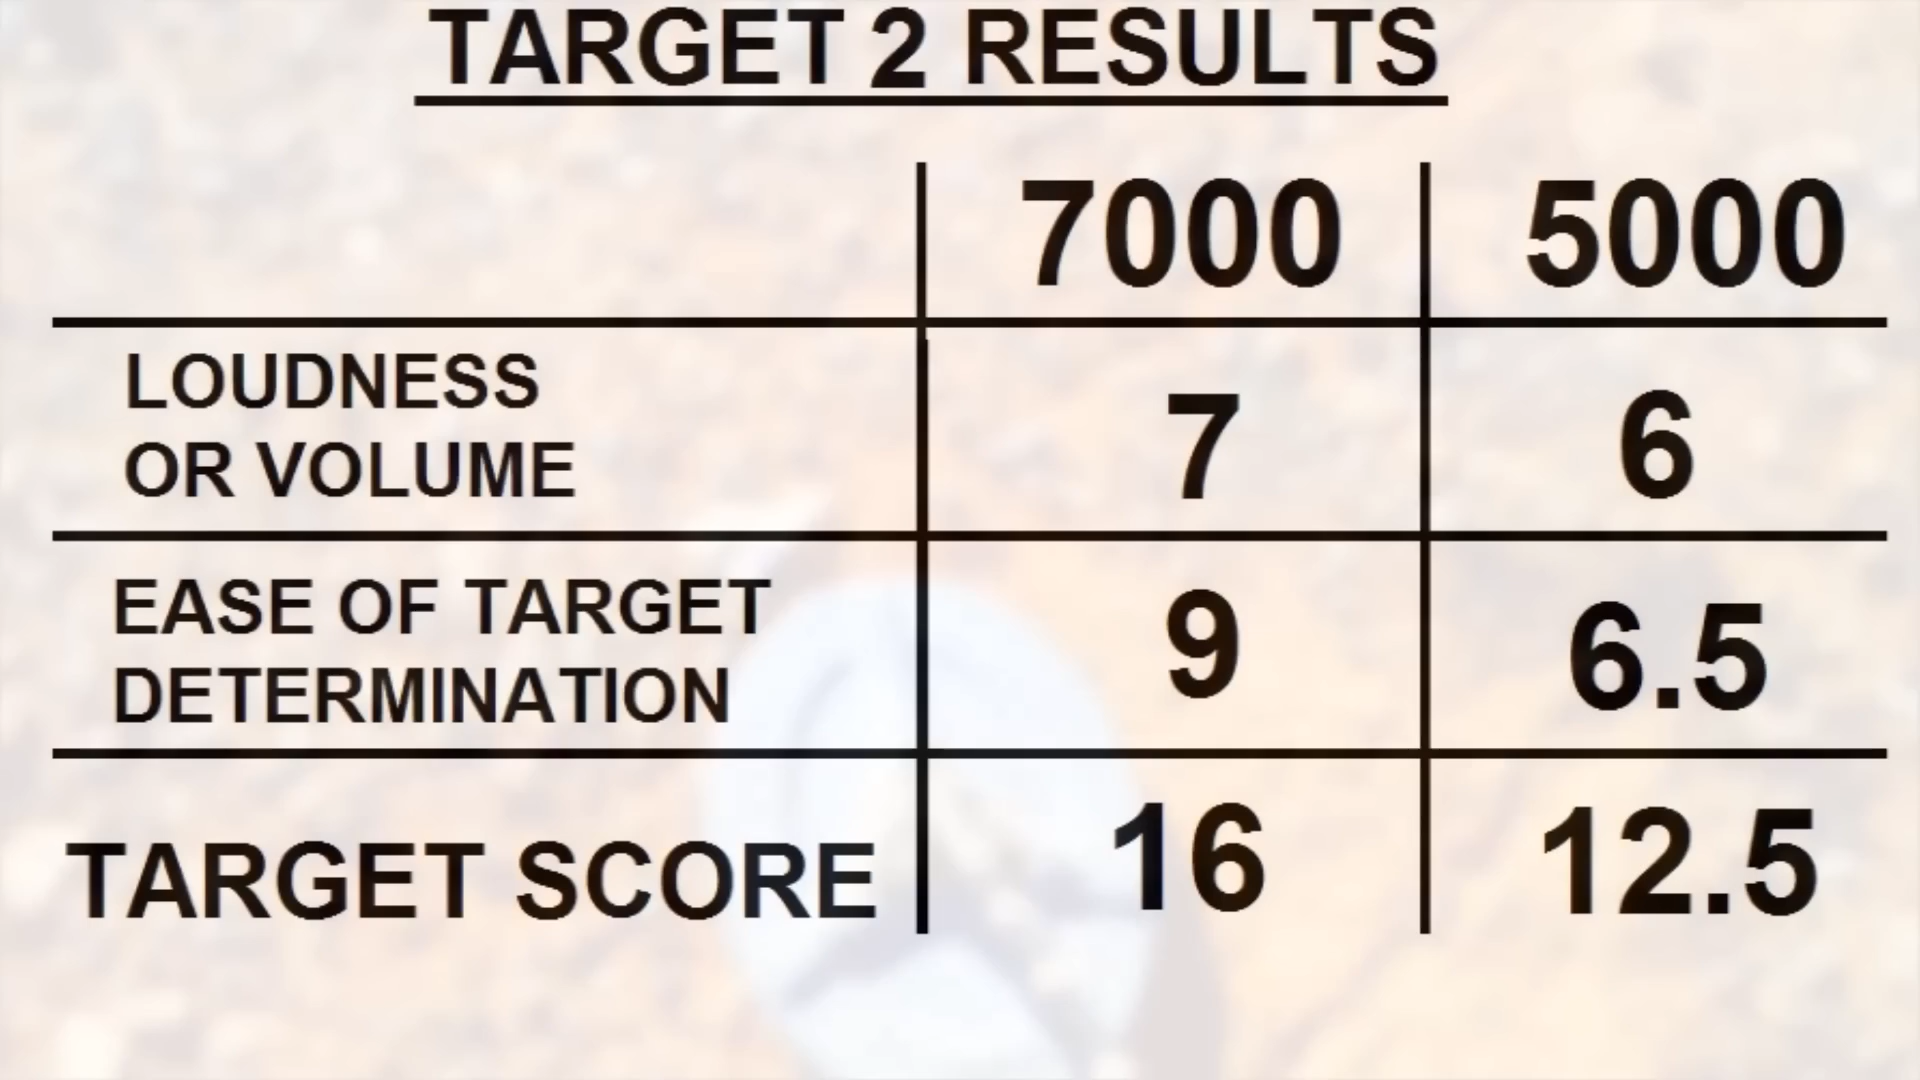 TARGET 2 RESULTS
7000 5000
LOUDNESS
OR VOLUME
7 6
EASE OF TARGET
DETERMINATION
9 6.5
TARGET SCORE 16 12.5